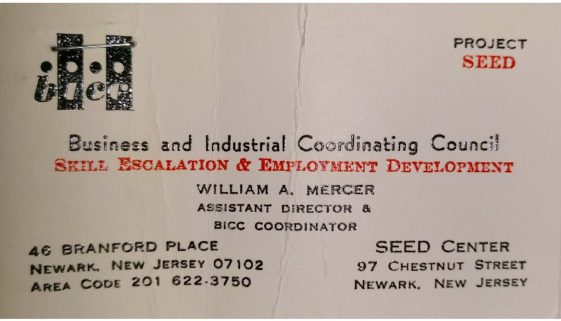 bicc
PROJECT
SEED
Business and Industrial Coordinating Council
SKILL ESCALATION & EMPLOYMENT DEVELOPMENT
WILLIAM A. MERCER
ASSISTANT DIRECTOR &
BICC COORDINATOR
46 BRANFORD PLACE
NEWARK, NEW JERSEY 07102
AREA CODE 201 622-3750
SEED CENTER
97 CHESTNUT STREET
NEWARK, NEW JERSEY